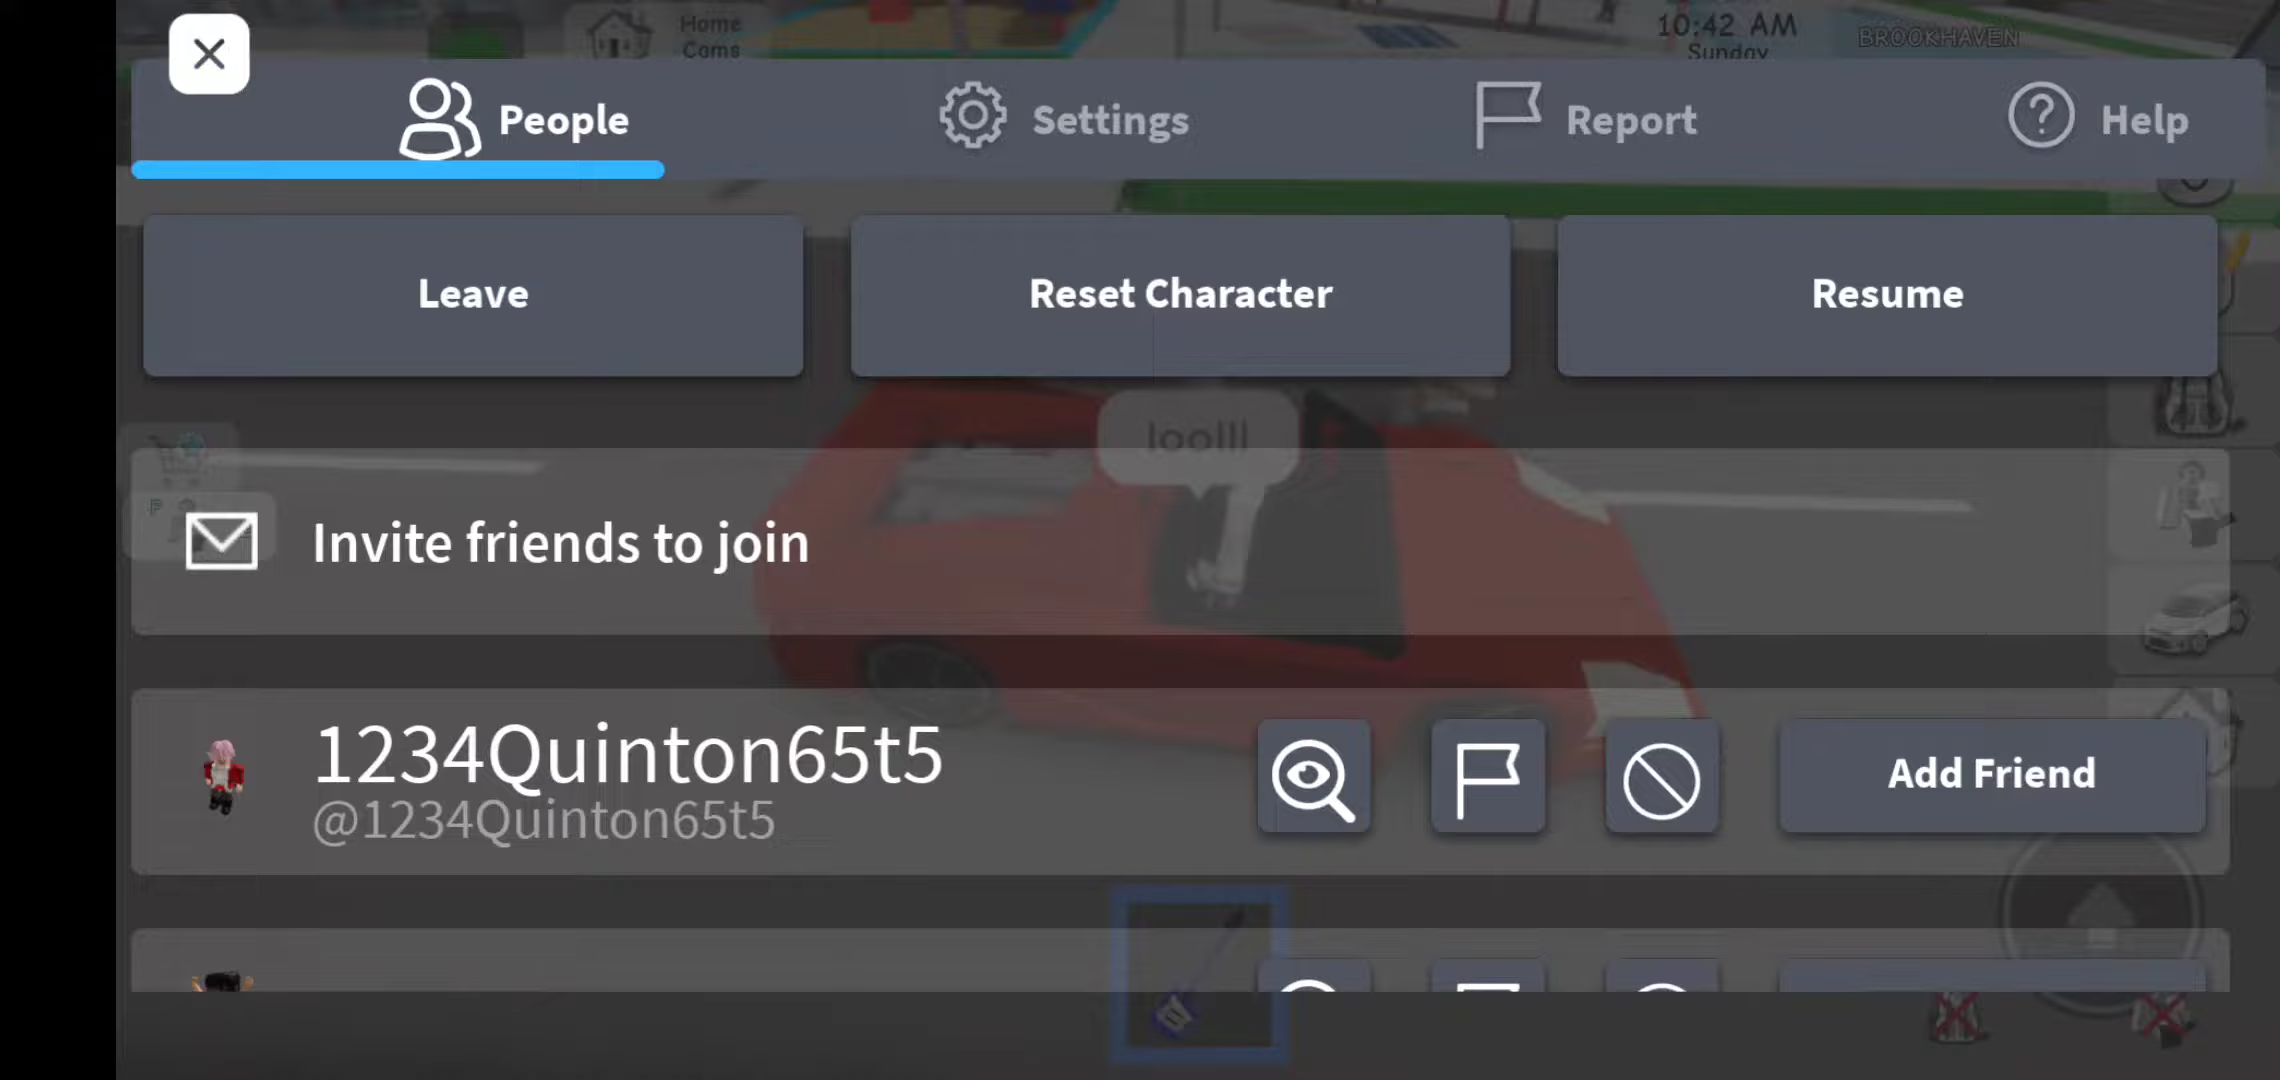 Home
Cams
10:42 AM
Sunday
BROOKHAVEN
People
Settings
Report
Help
Leave
Reset Character
Resume
loolll
P
Invite friends to join
1234Quinton65t5
@1234Quinton65t5
Add Friend